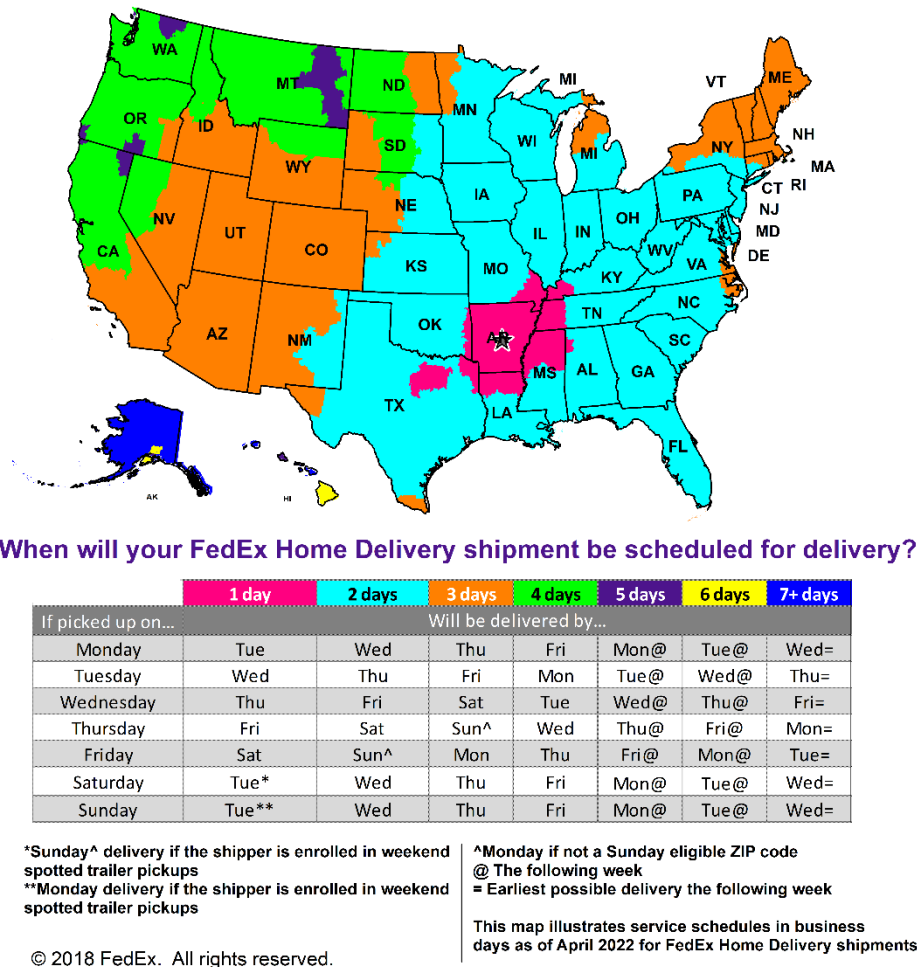 WA
MT
ND
MN
MI
VT
ME
OR
ID
SD
WI
MI
NY
NH
MA
WY
CT
RI
NV
NE
IA
PA
NJ
UT
IL
IN
OH
MD
CA
CO
DE
KS
MO
WV
VA
KY
AZ
NM
OK
AR
TN
NC
SC
TX
MS
AL
GA
LA
FL
AK
HI
When will your FedEx Home Delivery shipment be scheduled for delivery?
1 day 2 days 3 days 4 days 5 days 6 days 7+ days
If picked up on... Will be delivered by...
Monday Tue Wed Thu Fri Mon@ Tue@ Wed=
Tuesday Wed Thu Fri Mon Tue@ Wed@ Thu=
Wednesday Thu Fri Sat Tue Wed@ Thu@ Fri=
Thursday Fri Sat Sun^ Wed Thu@ Fri@ Mon=
Friday Sat Sun^ Mon Thu Fri@ Mon@ Tue=
Saturday Tue* Wed Thu Fri Mon@ Tue@ Wed=
Sunday Tue** Wed Thu Fri Mon@ Tue@ Wed=
*Sunday^ delivery if the shipper is enrolled in weekend
spotted trailer pickups
**Monday delivery if the shipper is enrolled in weekend
spotted trailer pickups
^Monday if not a Sunday eligible ZIP code
@ The following week
= Earliest possible delivery the following week
This map illustrates service schedules in business
days as of April 2022 for FedEx Home Delivery shipments
© 2018 FedEx. All rights reserved.